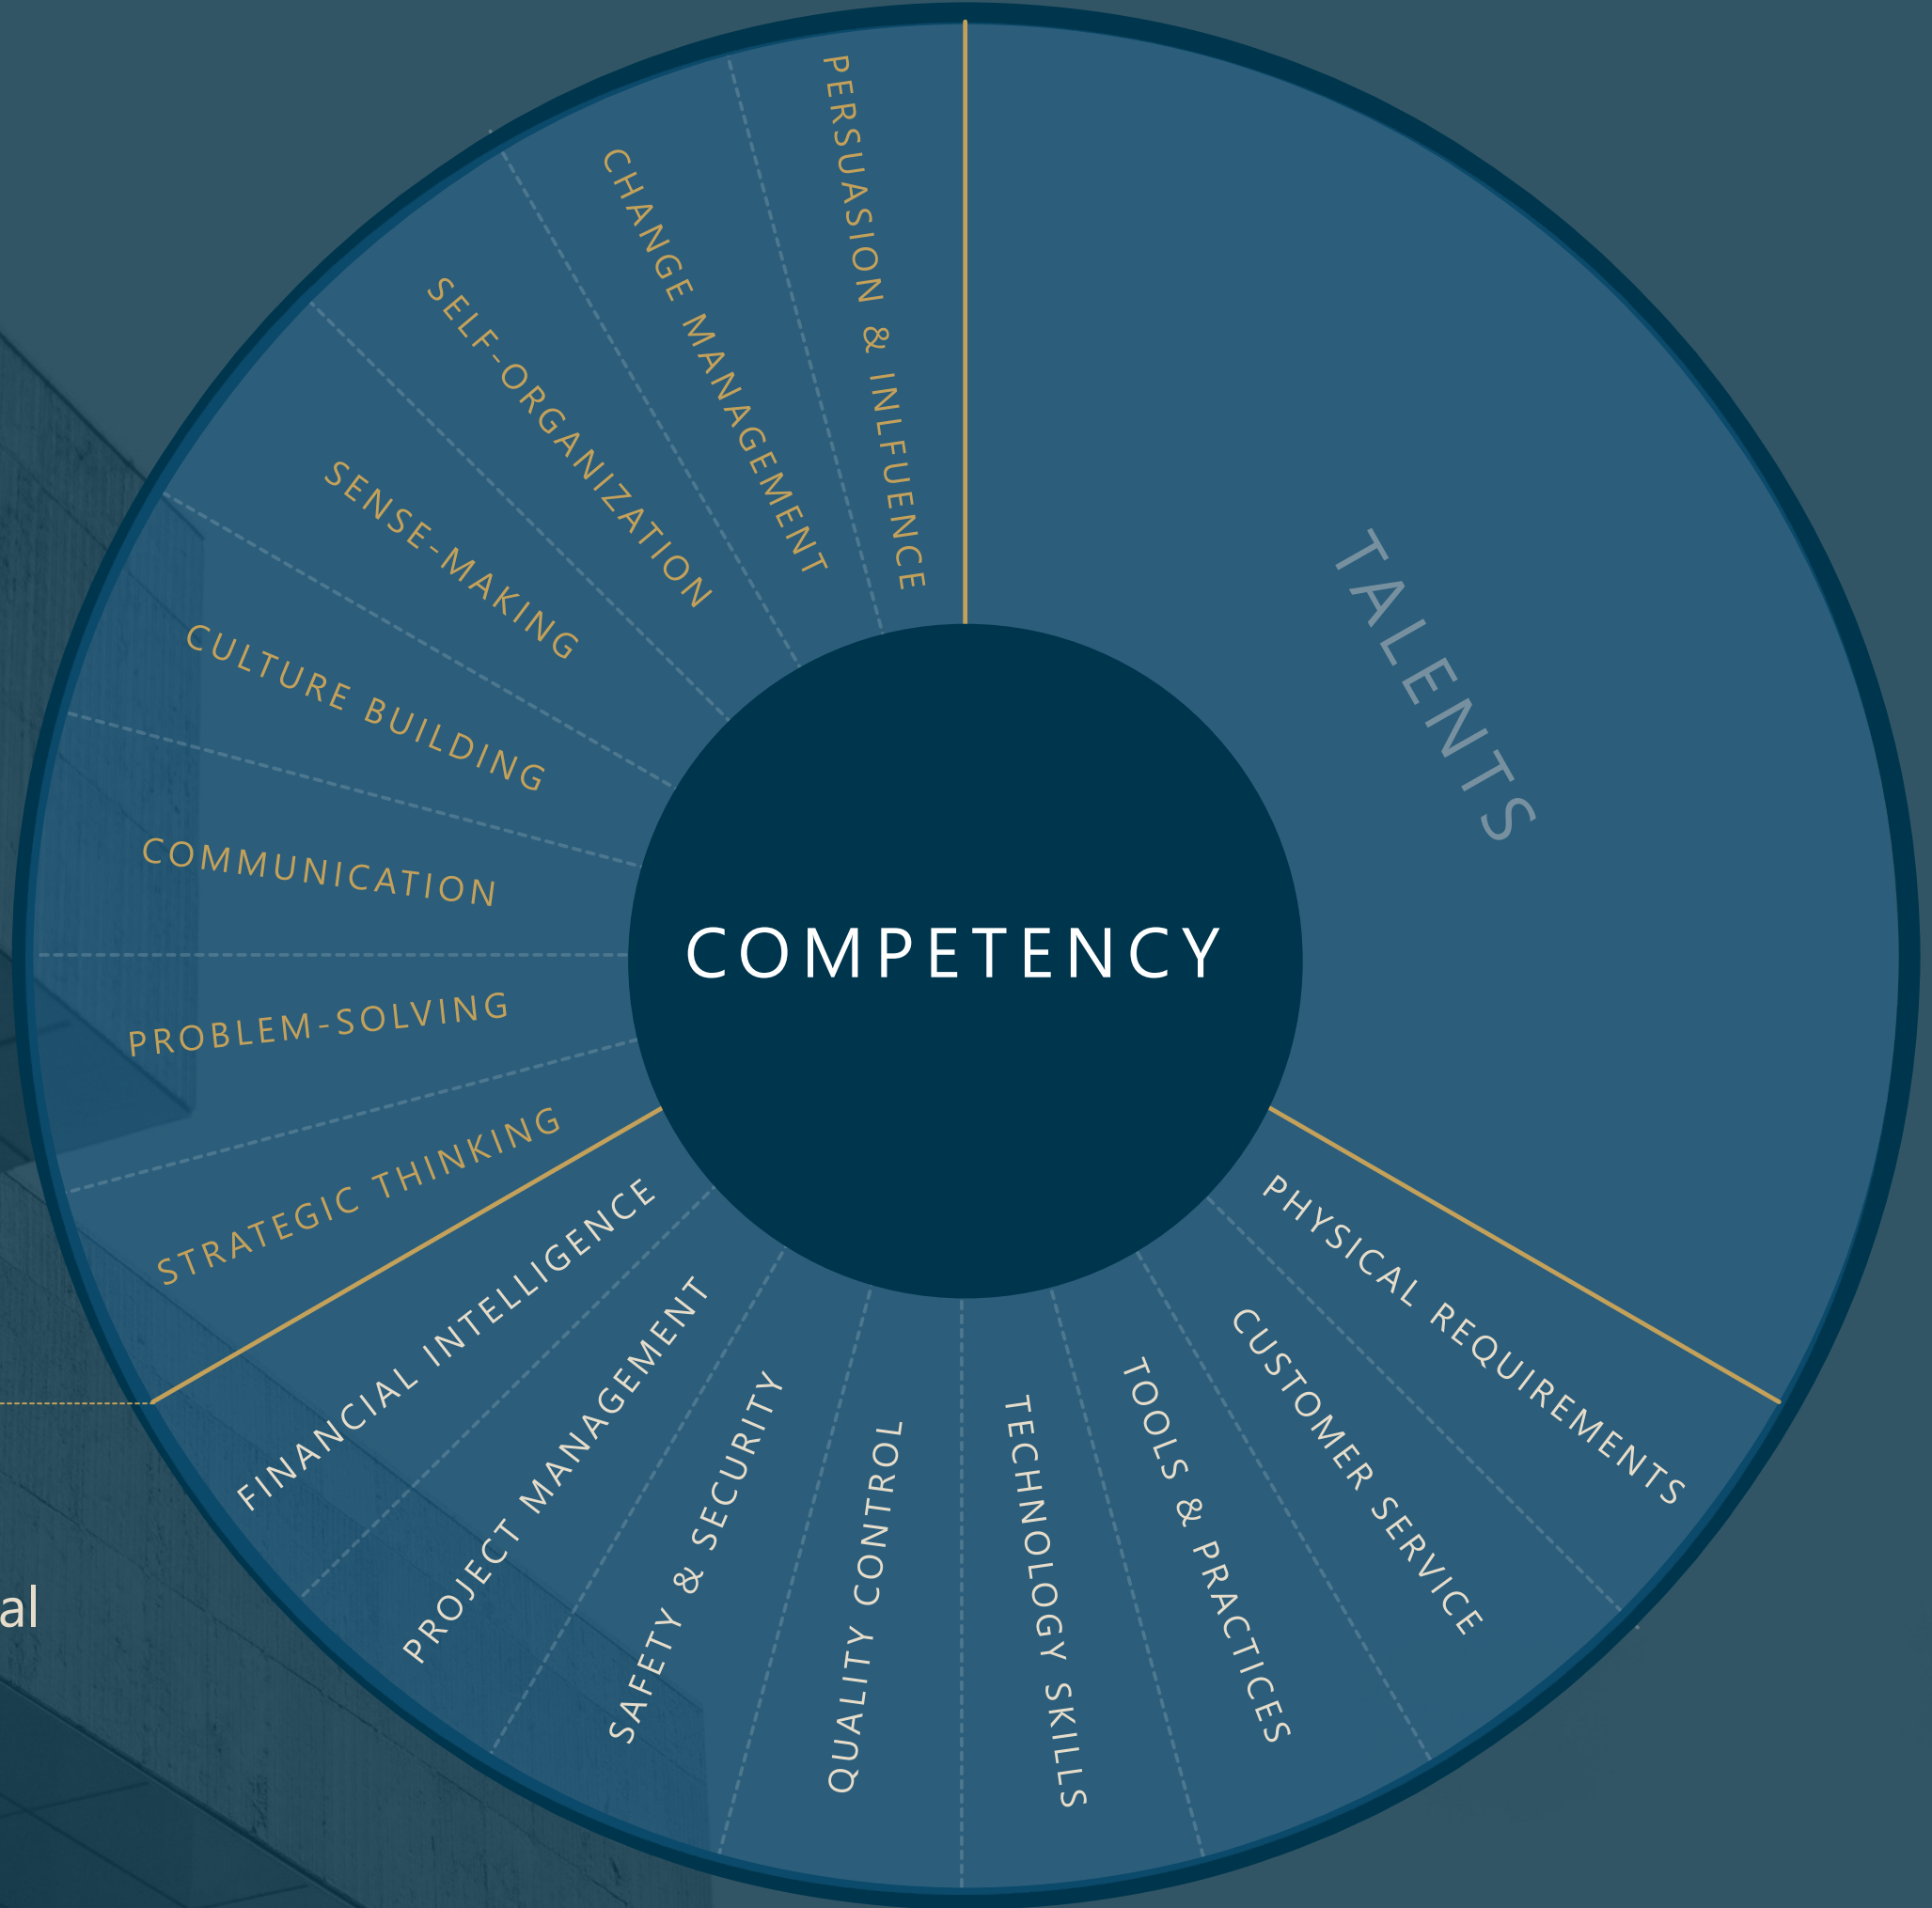 PERSUASION & INLFUENCE
CHANGE MANAGEMENT
SELF-ORGANIZATION
SENSE-MAKING
CULTURE BUILDING
COMMUNICATION
PROBLEM-SOLVING
STRATEGIC THINKING
TALENTS
COMPETENCY
FINANCIAL INTELLIGENCE
PROJECT MANAGEMENT
SAFETY & SECURITY
QUALITY CONTROL
TECHNOLOGY SKILLS
TOOLS & PRACTICES
CUSTOMER SERVICE
PHYSICAL REQUIREMENTS
al